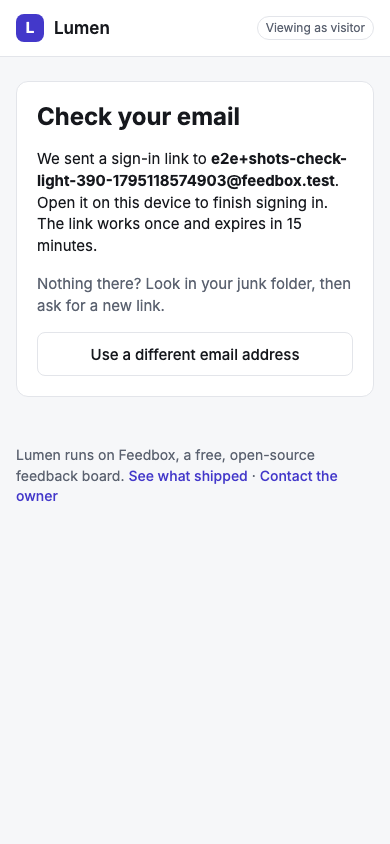 L
Lumen
Viewing as visitor
Check your email
We sent a sign-in link to e2e+shots-check-
light-390-1795118574903@feedbox.test.
Open it on this device to finish signing in.
The link works once and expires in 15
minutes.
Nothing there? Look in your junk folder, then
ask for a new link.
Use a different email address
Lumen runs on Feedbox, a free, open-source
feedback board. See what shipped · Contact the
owner